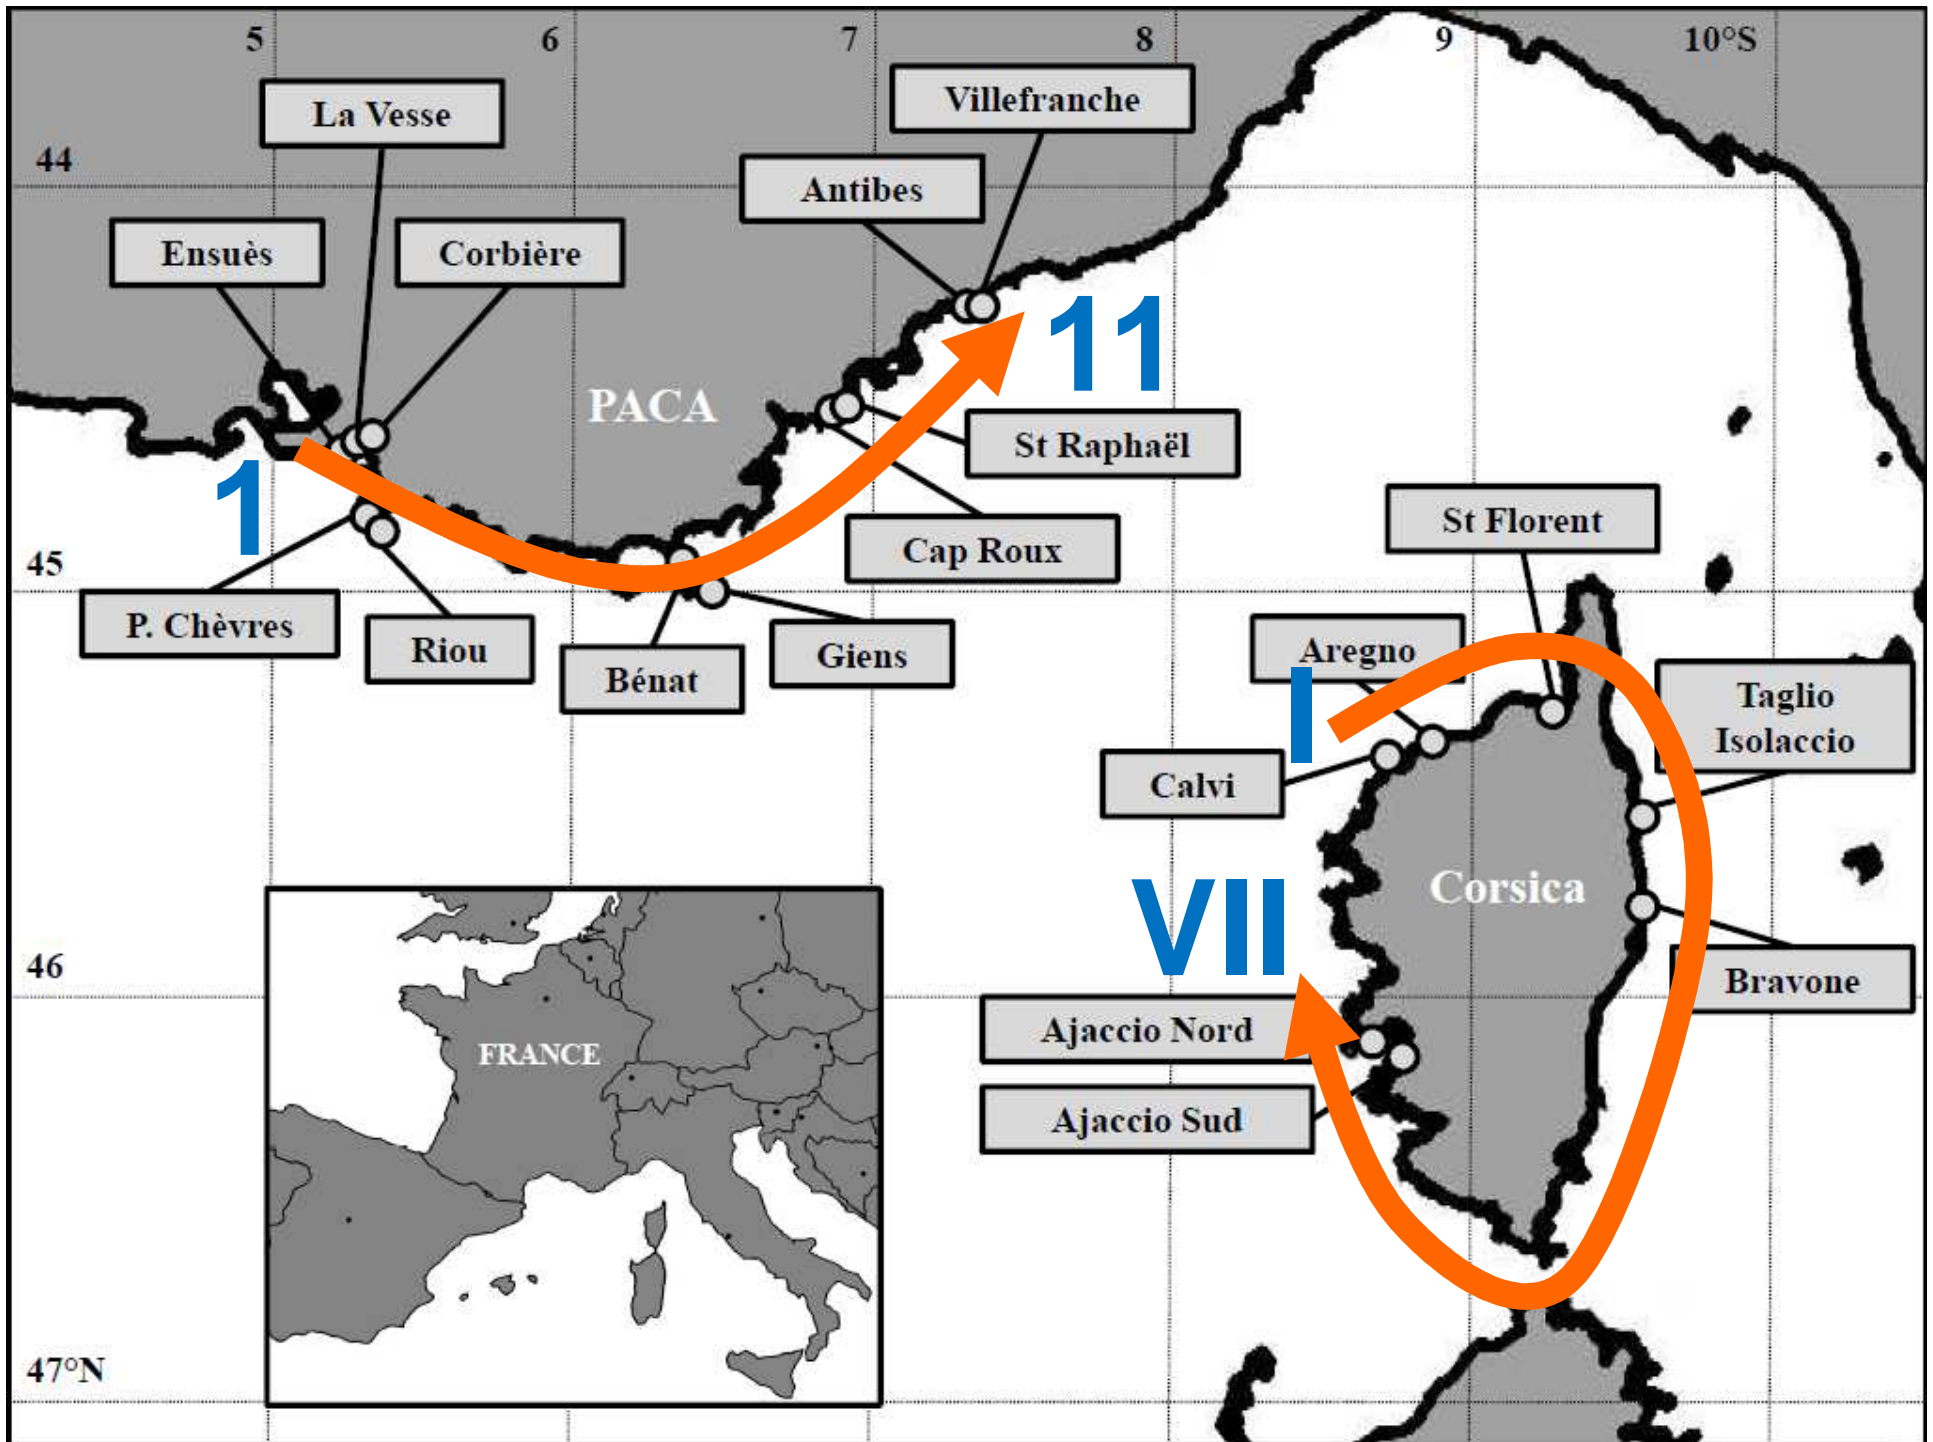 5
6
7
8
9
10°S
La Vesse
Villefranche
44
Antibes
Ensuès
Corbière
11
PACA
St Raphaël
1
St Florent
Cap Roux
45
P. Chèvres
Riou
Bénat
Giens
Aregno
I
Taglio
Isolaccio
Calvi
Corsica
VII
46
Bravone
Ajaccio Nord
FRANCE
Ajaccio Sud
47°N